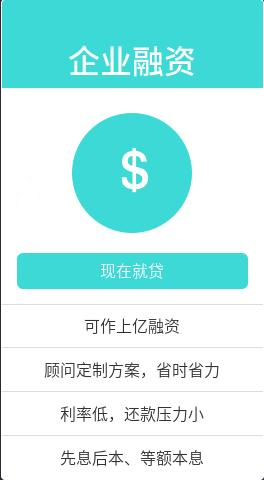 企业融资
$
现在就贷
可作上亿融资
顾问定制方案，省时省力
利率低，还款压力小
先息后本、等额本息